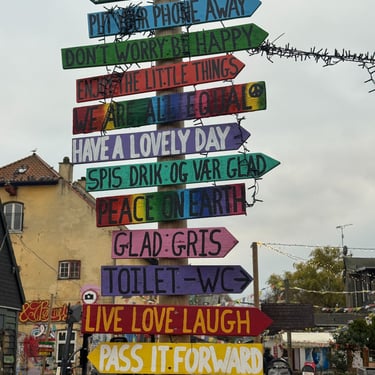 PUT YOUR PHONE AWAY
DON'T WORRY BE HAPPY
ENJOY THE LITTLE THINGS
WE ARE ALL EQUAL
HAVE A LOVELY DAY
SPIS DRIK OG VÆR GLAD
PEACE ON EARTH
GLAD GRIS
TOILET-WC
LIVE LOVE LAUGH
PASS IT FORWARD